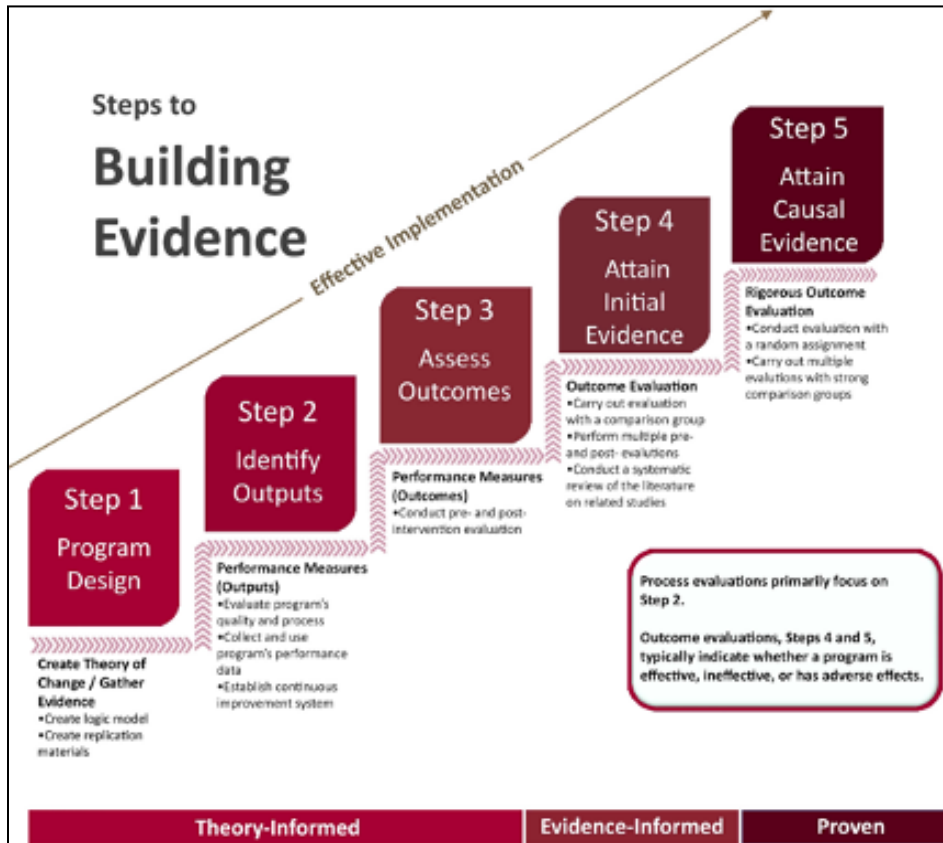 Steps to
Building
Evidence
Effective Implementation
Step 1
Program
Design
Create Theory of
Change / Gather
Evidence
•Create logic model
•Create replication
materials
Step 2
Identify
Outputs
Performance Measures
(Outputs)
•Evaluate program's
quality and process
•Collect and use
program's performance
data
•Establish continuous
improvement system
Step 3
Assess
Outcomes
Performance Measures
(Outcomes)
•Conduct pre- and post-
intervention evaluation
Step 4
Attain
Initial
Evidence
Outcome Evaluation
•Carry out evaluation
with a comparison group
•Perform multiple pre-
and post- evalutions
•Conduct a systematic
review of the literature
on related studies
Step 5
Attain
Causal
Evidence
Rigorous Outcome
Evaluation
•Conduct evaluation with
a random assignment
•Carry out multiple
evalutions with strong
comparison groups
Process evaluations primarily focus on
Step 2.
Outcome evaluations, Steps 4 and 5,
typically indicate whether a program is
effective, ineffective, or has adverse effects.
Theory-Informed
Evidence-Informed
Proven